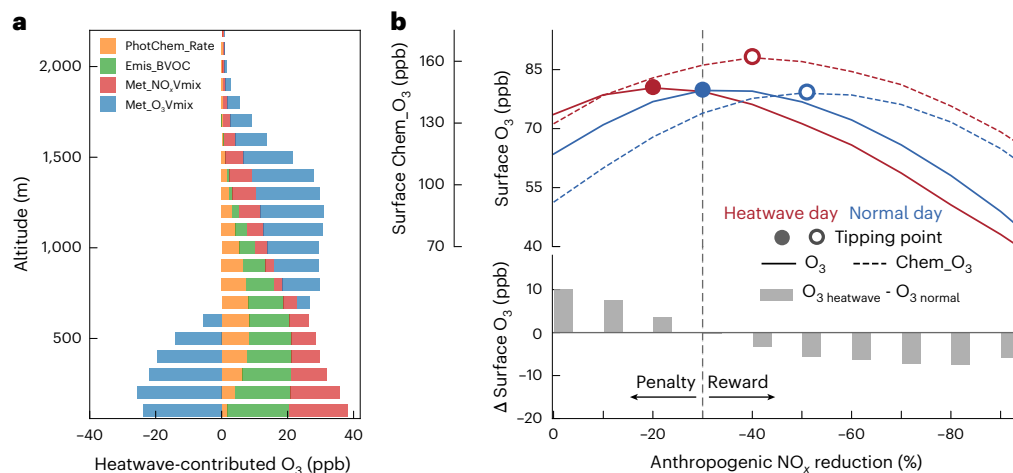 a
PhotChem_Rate
Emis_BVOC
Met_NOxVmix
Met_O3Vmix
2,000
1,500
1,000
500
Altitude (m)
−40 −20 0 20 40
Heatwave-contributed O3 (ppb)
b
160
130
100
70
Surface Chem_O3 (ppb)
85
70
55
40
Surface O3 (ppb)
Heatwave day Normal day
Tipping point
O3 Chem_O3
O3 heatwave - O3 normal
10
0
−10
−20
Δ Surface O3 (ppb)
Penalty Reward
0 −20 −40 −60 −80
Anthropogenic NOx reduction (%)